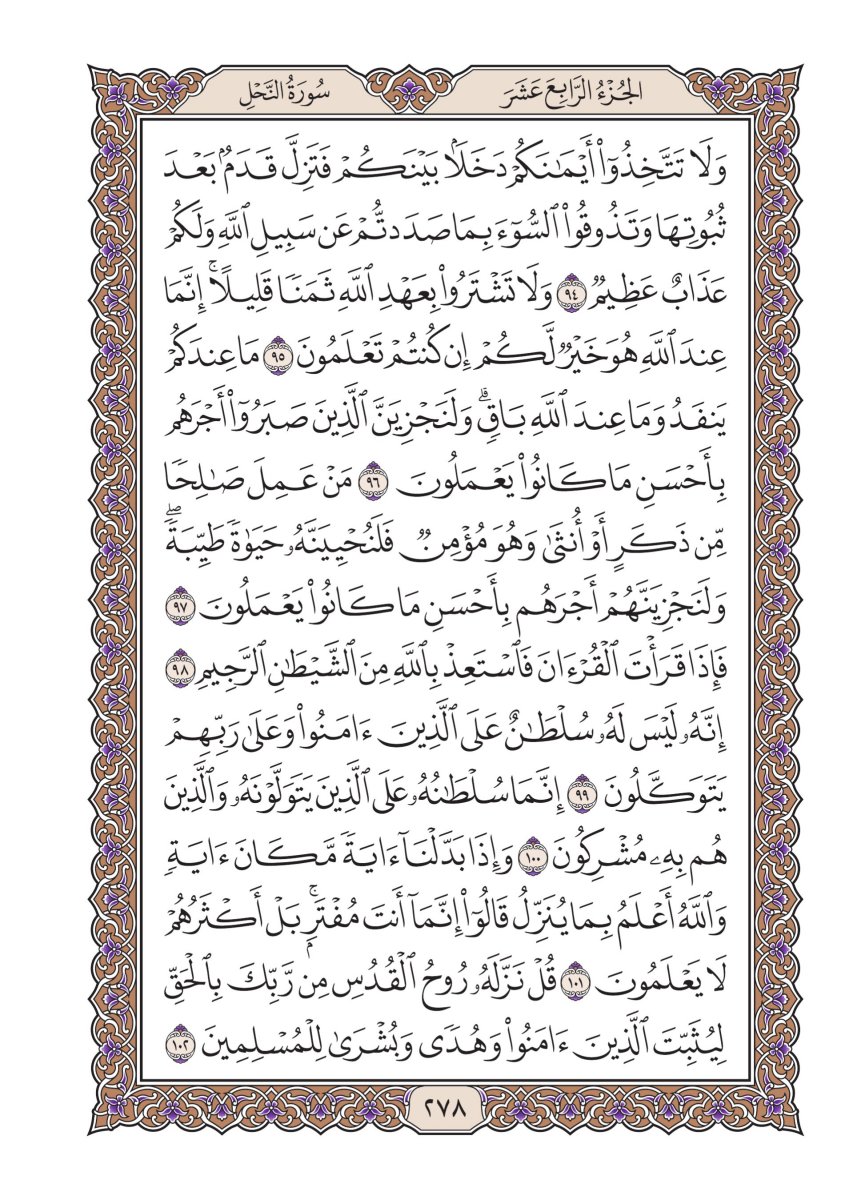 الجُزْءُ الرَّابِعَ عَشَرَ
سُورَةُ النَّحْلِ
وَلَا تَتَّخِذُوٓا۟ أَيْمَـٰنَكُمْ دَخَلًۢا بَيْنَكُمْ فَتَزِلَّ قَدَمٌۢ بَعْدَ
ثُبُوتِهَا وَتَذُوقُوا۟ ٱلسُّوٓءَ بِمَا صَدَدتُّمْ عَن سَبِيلِ ٱللَّهِ وَلَكُمْ
عَذَابٌ عَظِيمٌ ٩٤ وَلَا تَشْتَرُوا۟ بِعَهْدِ ٱللَّهِ ثَمَنًا قَلِيلًا ۚ إِنَّمَا
عِندَ ٱللَّهِ هُوَ خَيْرٌ لَّكُمْ إِن كُنتُمْ تَعْلَمُونَ ٩٥ مَا عِندَكُمْ
يَنفَدُ وَمَا عِندَ ٱللَّهِ بَاقٍ ۗ وَلَنَجْزِيَنَّ ٱلَّذِينَ صَبَرُوٓا۟ أَجْرَهُم
بِأَحْسَنِ مَا كَانُوا۟ يَعْمَلُونَ ٩٦ مَنْ عَمِلَ صَـٰلِحًا
مِّن ذَكَرٍ أَوْ أُنثَىٰ وَهُوَ مُؤْمِنٌ فَلَنُحْيِيَنَّهُۥ حَيَوٰةً طَيِّبَةً ۖ
وَلَنَجْزِيَنَّهُمْ أَجْرَهُم بِأَحْسَنِ مَا كَانُوا۟ يَعْمَلُونَ ٩٧
فَإِذَا قَرَأْتَ ٱلْقُرْءَانَ فَٱسْتَعِذْ بِٱللَّهِ مِنَ ٱلشَّيْطَـٰنِ ٱلرَّجِيمِ ٩٨
إِنَّهُۥ لَيْسَ لَهُۥ سُلْطَـٰنٌ عَلَى ٱلَّذِينَ ءَامَنُوا۟ وَعَلَىٰ رَبِّهِمْ
يَتَوَكَّلُونَ ٩٩ إِنَّمَا سُلْطَـٰنُهُۥ عَلَى ٱلَّذِينَ يَتَوَلَّوْنَهُۥ وَٱلَّذِينَ
هُم بِهِۦ مُشْرِكُونَ ١٠٠ وَإِذَا بَدَّلْنَآ ءَايَةً مَّكَانَ ءَايَةٍ
وَٱللَّهُ أَعْلَمُ بِمَا يُنَزِّلُ قَالُوٓا۟ إِنَّمَآ أَنتَ مُفْتَرٍۭ ۚ بَلْ أَكْثَرُهُمْ
لَا يَعْلَمُونَ ١٠١ قُلْ نَزَّلَهُۥ رُوحُ ٱلْقُدُسِ مِن رَّبِّكَ بِٱلْحَقِّ
لِيُثَبِّتَ ٱلَّذِينَ ءَامَنُوا۟ وَهُدًى وَبُشْرَىٰ لِلْمُسْلِمِينَ ١٠٢
٢٧٨